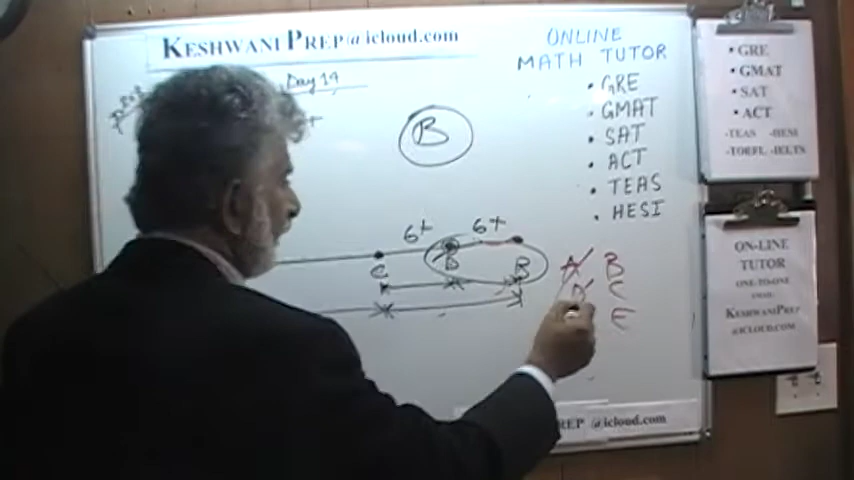 KESHWANI PREP@iCloud.com
Day 19
B
ONLINE
MATH TUTOR
• GRE
• GMAT
• SAT
• ACT
• TEAS
• HESI
• GRE
• GMAT
• SAT
• ACT
-TEAS -HESI
-TOEFL -IELTS
6+ 6+
C D B
A B
D C
E
ON-LINE
TUTOR
ONE-TO-ONE
EMAIL
KESHWANIPREP
@iCLOUD.COM
PREP @icloud.com